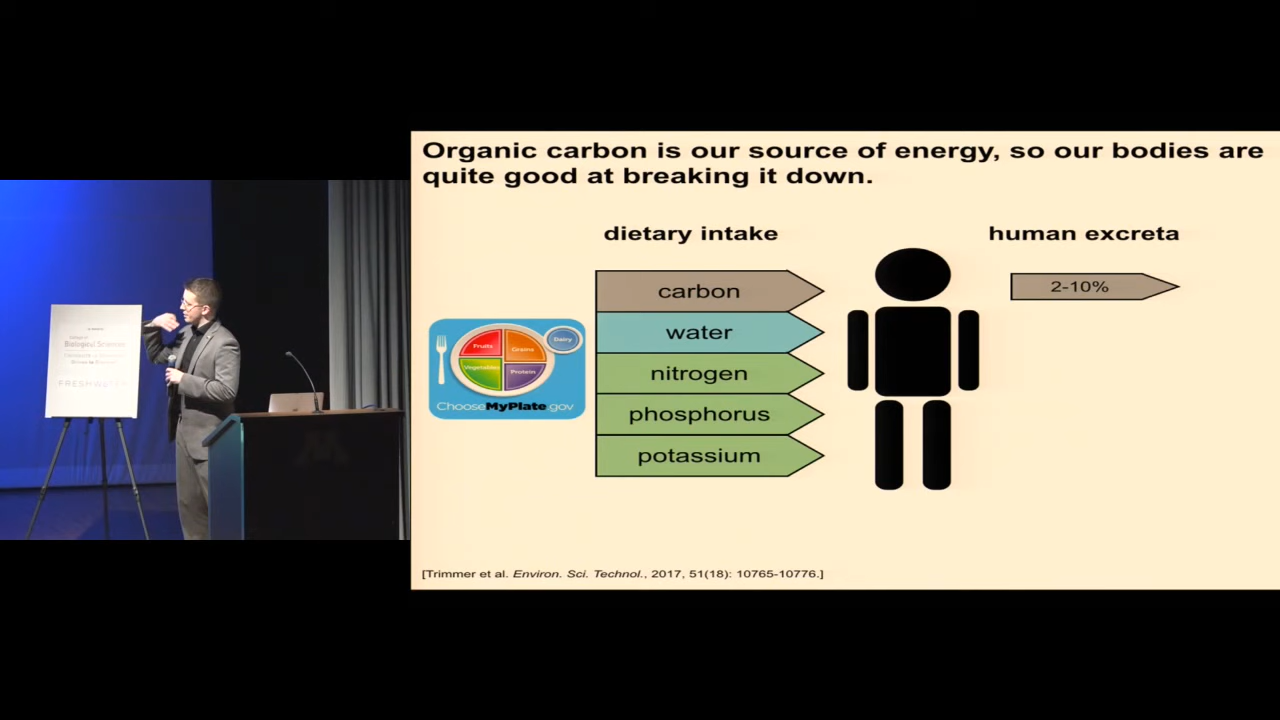 Organic carbon is our source of energy, so our bodies are
quite good at breaking it down.
dietary intake
human excreta
carbon
2-10%
water
nitrogen
phosphorus
potassium
Fruits
Grains
Dairy
Vegetables
Protein
ChooseMyPlate.gov
[Trimmer et al. Environ. Sci. Technol., 2017, 51(18): 10765-10776.]
Biological Sciences
FRESHWATER